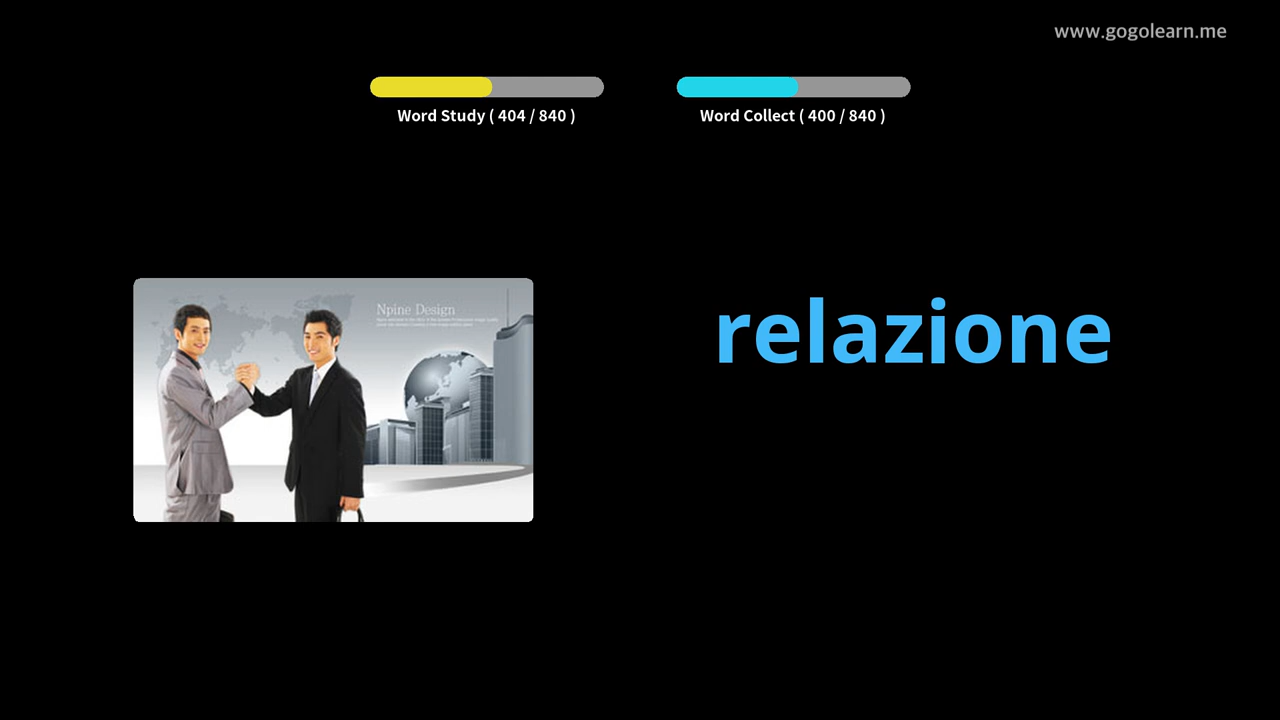 www.gogolearn.me
Word Study ( 404 / 840 )
Word Collect ( 400 / 840 )
Npine Design
relazione